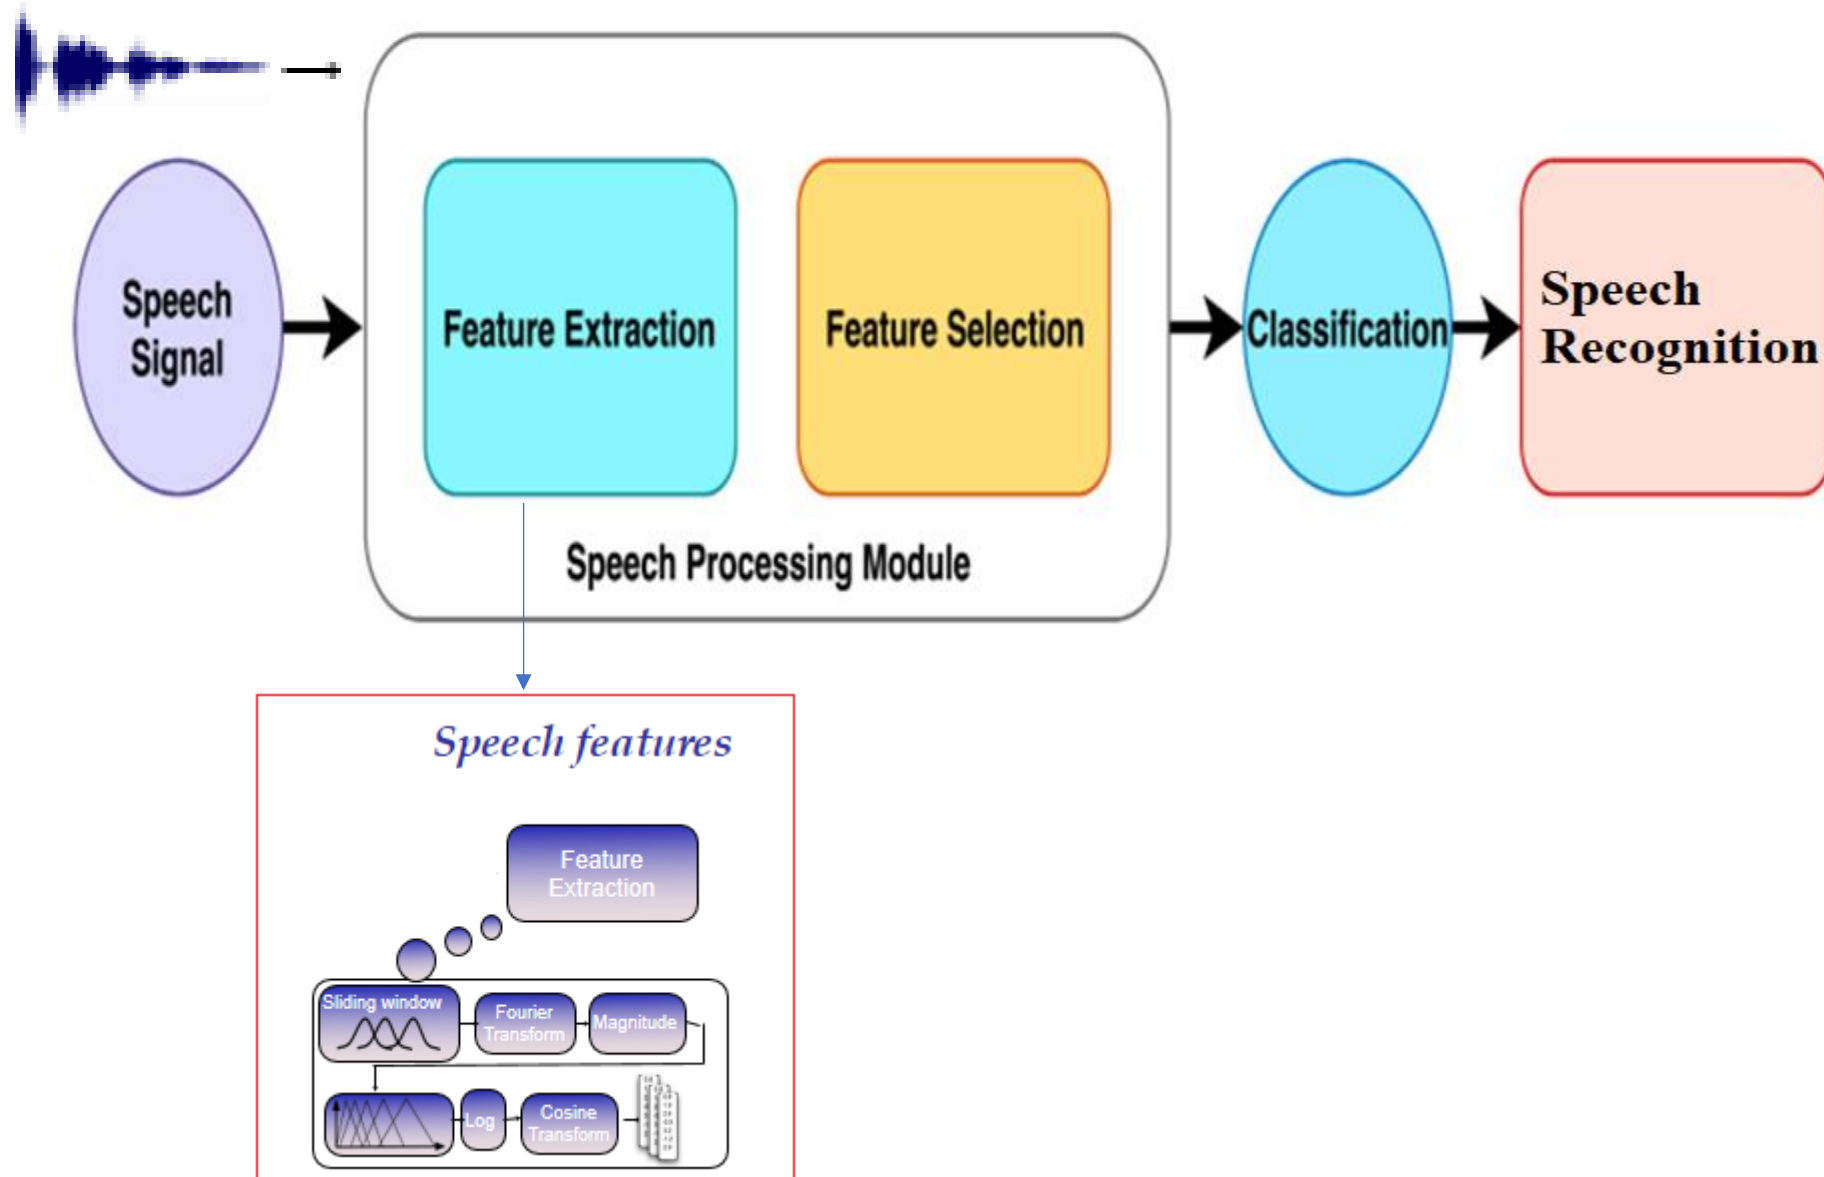 Speech
Signal
Feature Extraction
Feature Selection
Speech Processing Module
Classification
Speech
Recognition
Speech features
Feature
Extraction
Sliding window
Fourier
Transform
Magnitude
Log
Cosine
Transform